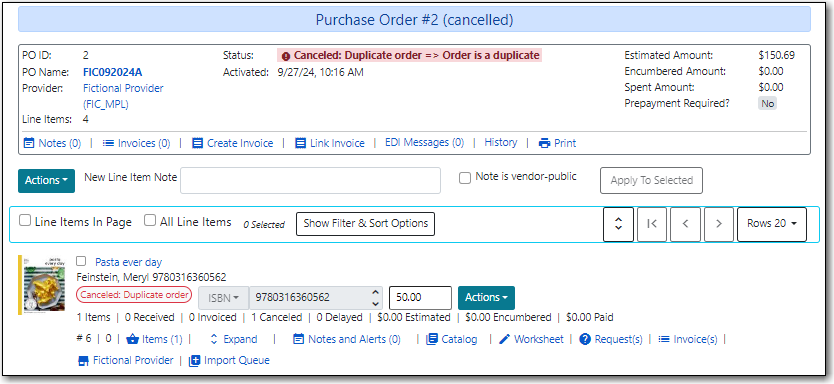 Purchase Order #2 (cancelled)
PO ID: 2 Status: Canceled: Duplicate order => Order is a duplicate Estimated Amount: $150.69
PO Name: FIC092024A Activated: 9/27/24, 10:16 AM Encumbered Amount: $0.00
Provider: Fictional Provider Spent Amount: $0.00
(FIC_MPL) Prepayment Required? No
Line Items: 4
Notes (0) | Invoices (0) | Create Invoice | Link Invoice | EDI Messages (0) | History | Print
Actions New Line Item Note Note is vendor-public Apply To Selected
Line Items In Page All Line Items 0 Selected Show Filter & Sort Options Rows 20
pasta
every day
Pasta ever day
Feinstein, Meryl 9780316360562
Canceled: Duplicate order ISBN 9780316360562 50.00 Actions
1 Items | 0 Received | 0 Invoiced | 1 Canceled | 0 Delayed | $0.00 Estimated | $0.00 Encumbered | $0.00 Paid
# 6 | 0 | Items (1) | Expand | Notes and Alerts (0) | Catalog | Worksheet | Request(s) | Invoice(s) |
Fictional Provider | Import Queue